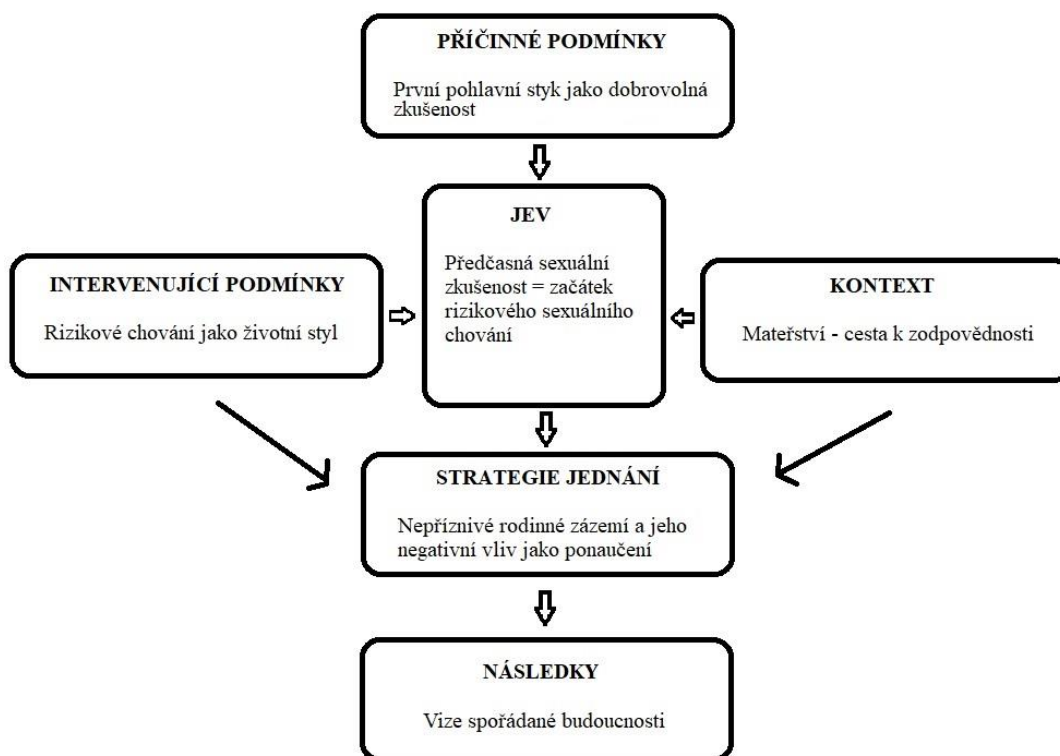 PŘÍČINNÉ PODMÍNKY
První pohlavní styk jako dobrovolná
zkušenost
JEV
Předčasná sexuální
zkušenost = začátek
rizikového sexuálního
chování
INTERVENUJÍCÍ PODMÍNKY
Rizikové chování jako životní styl
KONTEXT
Mateřství - cesta k zodpovědnosti
STRATEGIE JEDNÁNÍ
Nepříznivé rodinné zázemí a jeho
negativní vliv jako ponaučení
NÁSLEDKY
Vize spořádané budoucnosti